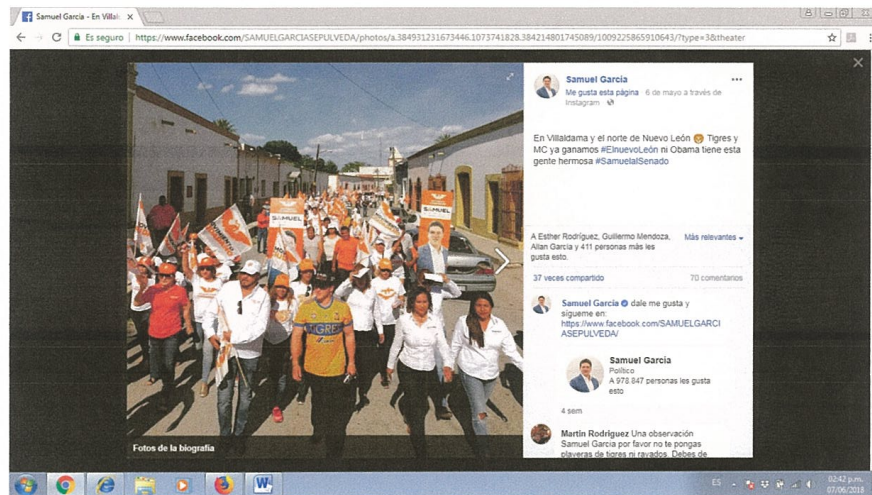 Samuel García - En Villal
Es seguro
https://www.facebook.com/SAMUELGARCIASEPULVEDA/photos/a.384931231673446.1073741828.384214801745089/1009225865910643/?type=3&theater
SAMUEL
SAMUEL
TIGRES
Fotos de la biografía
Samuel García
Me gusta esta página · 6 de mayo a través de
Instagram
En Villaldama y el norte de Nuevo León Tigres y
MC ya ganamos #ElnuevoLeón ni Obama tiene esta
gente hermosa #SamuelalSenado
A Esther Rodríguez, Guillermo Mendoza,
Allan García y 411 personas más les
gusta esto.
Más relevantes
37 veces compartido
70 comentarios
Samuel García dale me gusta y
sígueme en:
https://www.facebook.com/SAMUELGARCI
ASEPULVEDA/
Samuel García
Político
A 978.847 personas les gusta
esto
4 sem
Martin Rodriguez Una observación
Samuel García por favor no te pongas
playeras de tigres ni rayados. Debes de
ES
02:42 p.m.
07/06/2018